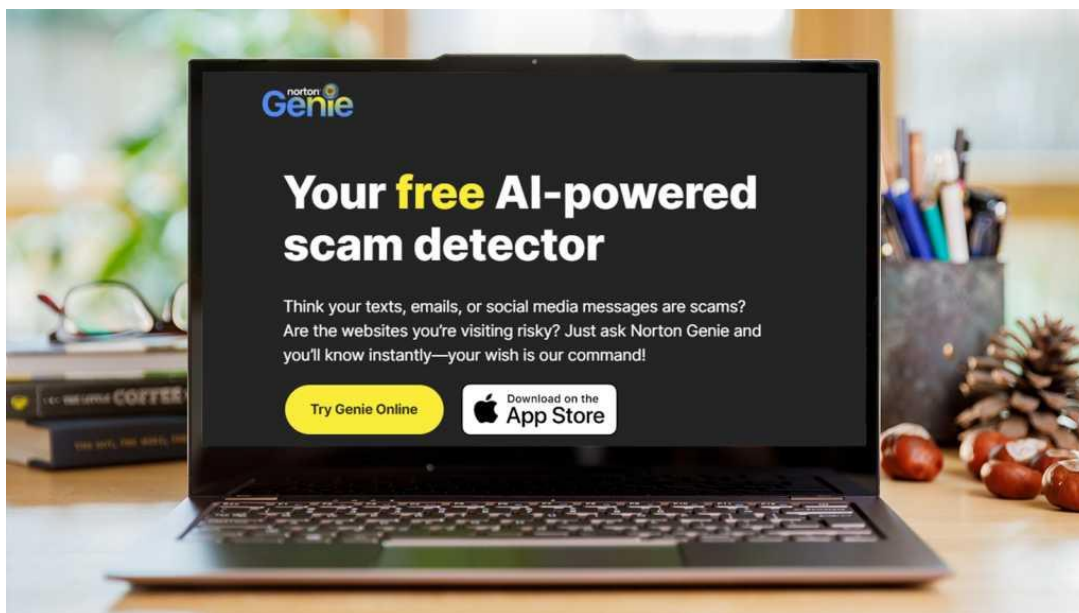 norton
Genie
Your free AI-powered
scam detector
Think your texts, emails, or social media messages are scams?
Are the websites you're visiting risky? Just ask Norton Genie and
you'll know instantly—your wish is our command!
Try Genie Online
Download on the
App Store
COFFEE